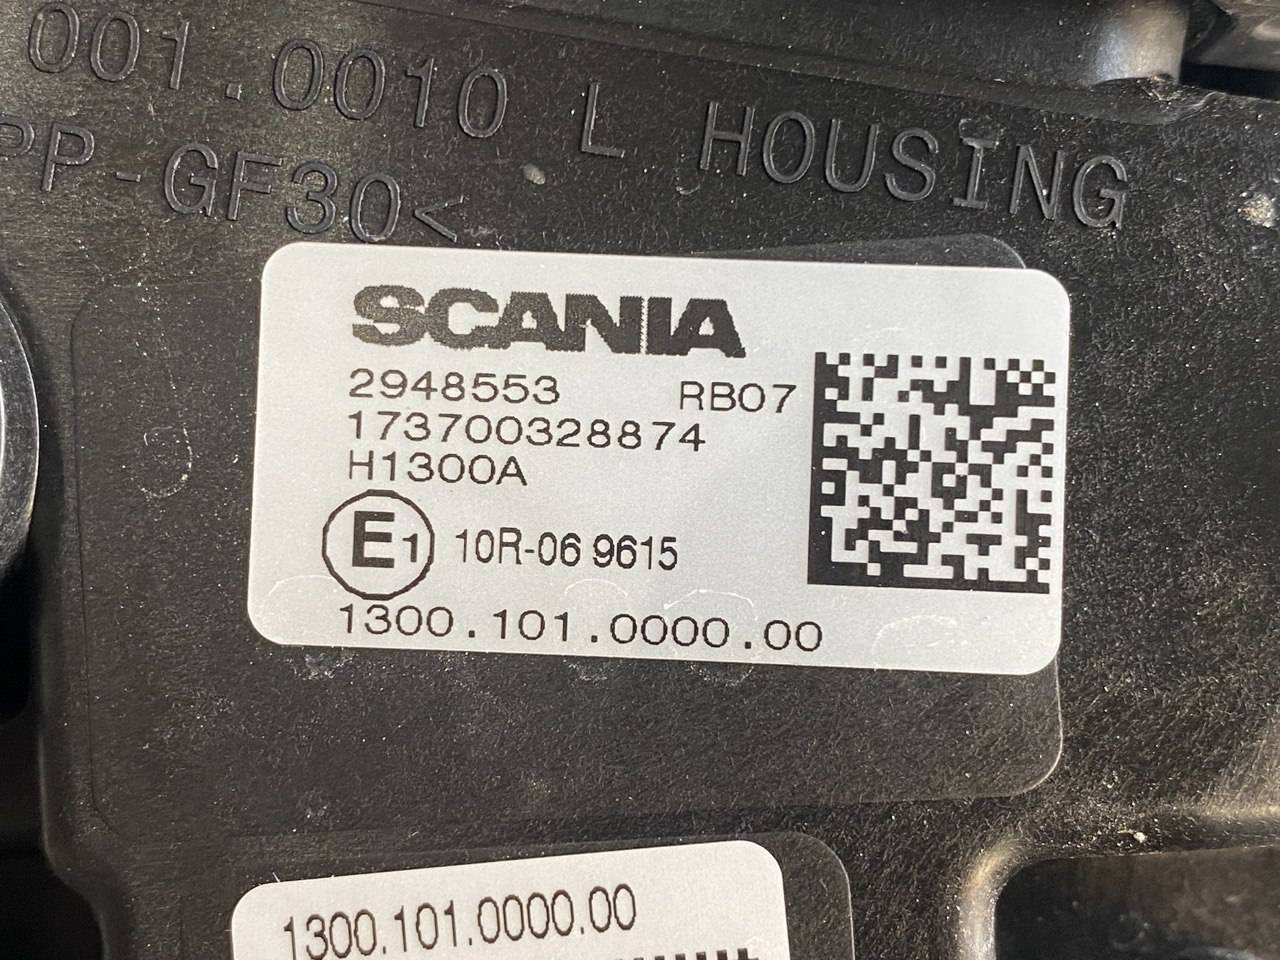 001.0010 L HOUSING
PP-GF30<
SCANIA
2948553 RB07
173700328874
H1300A
E1 10R-06 9615
1300.101.0000.00
1300.101.0000.00